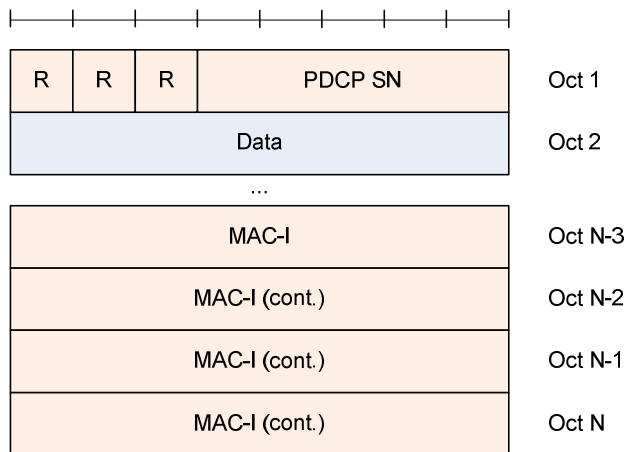 R R R PDCP SN Oct 1
Data Oct 2
...
MAC-I Oct N-3
MAC-I (cont.) Oct N-2
MAC-I (cont.) Oct N-1
MAC-I (cont.) Oct N